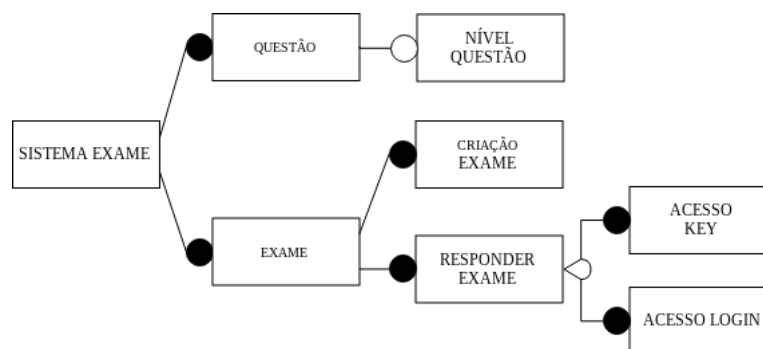 QUESTÃO
NÍVEL
QUESTÃO
SISTEMA EXAME
CRIAÇÃO
EXAME
EXAME
RESPONDER
EXAME
ACESSO
KEY
ACESSO LOGIN